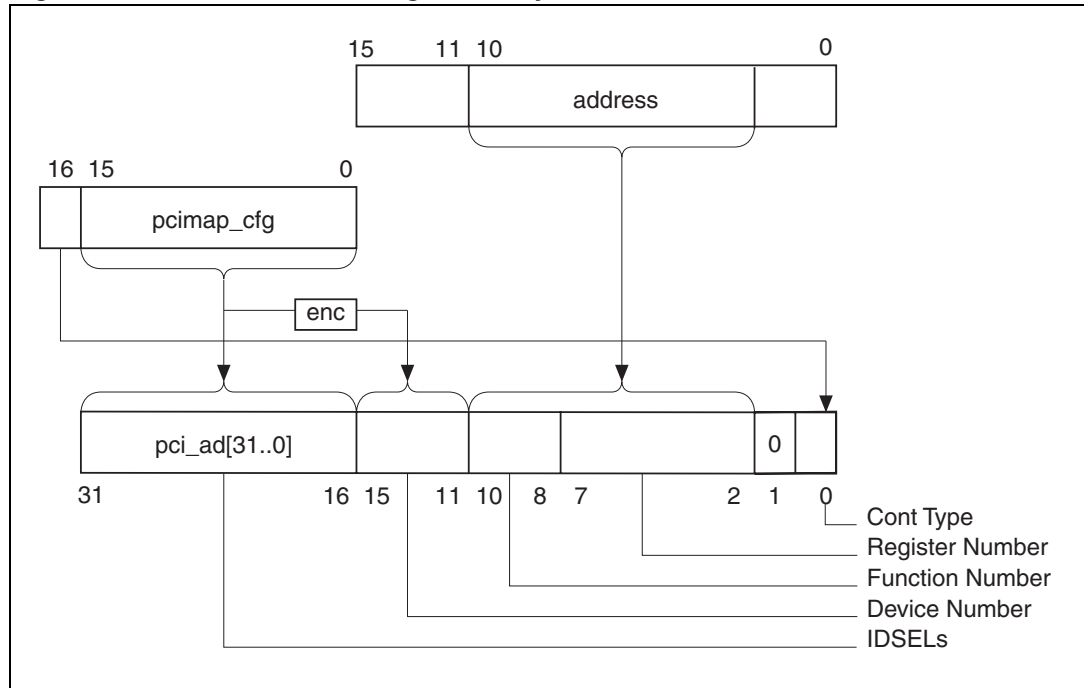 15 11 10 0
address
16 15 0
pcimap_cfg
enc
pci_ad[31..0] 0
31 16 15 11 10 8 7 2 1 0
Cont Type
Register Number
Function Number
Device Number
IDSELs